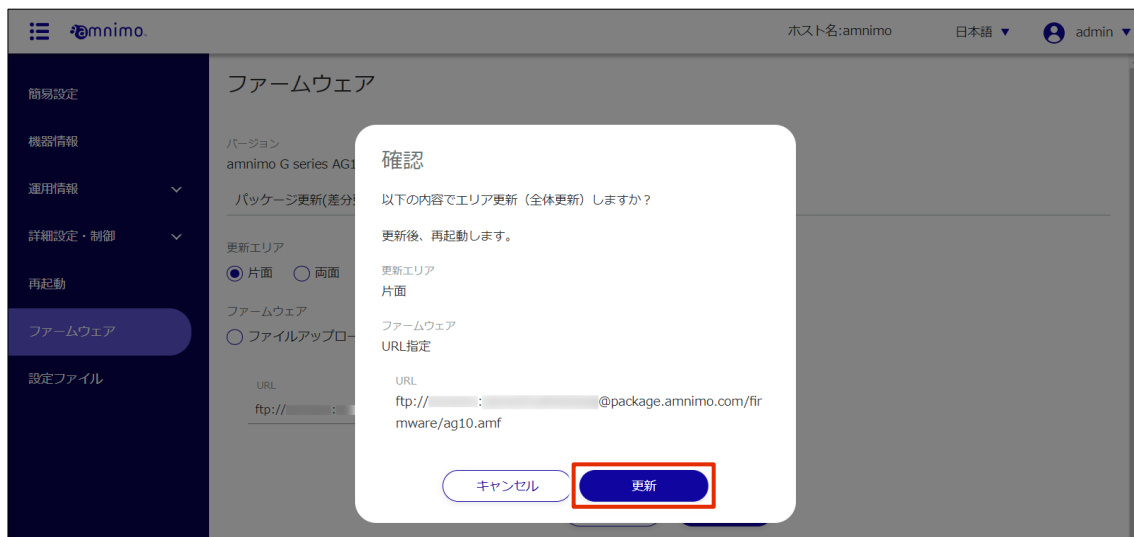 amnimo.
ホスト名:amnimo
日本語 ▼
admin ▼
簡易設定
機器情報
運用情報
詳細設定・制御
再起動
ファームウェア
設定ファイル
ファームウェア
バージョン
amnimo G series AG1
パッケージ更新(差分
更新エリア
片面 両面
ファームウェア
ファイルアップロー
URL
ftp:// :
確認
以下の内容でエリア更新（全体更新）しますか？
更新後、再起動します。
更新エリア
片面
ファームウェア
URL指定
URL
ftp:// : @package.amnimo.com/fir
mware/ag10.amf
キャンセル
更新